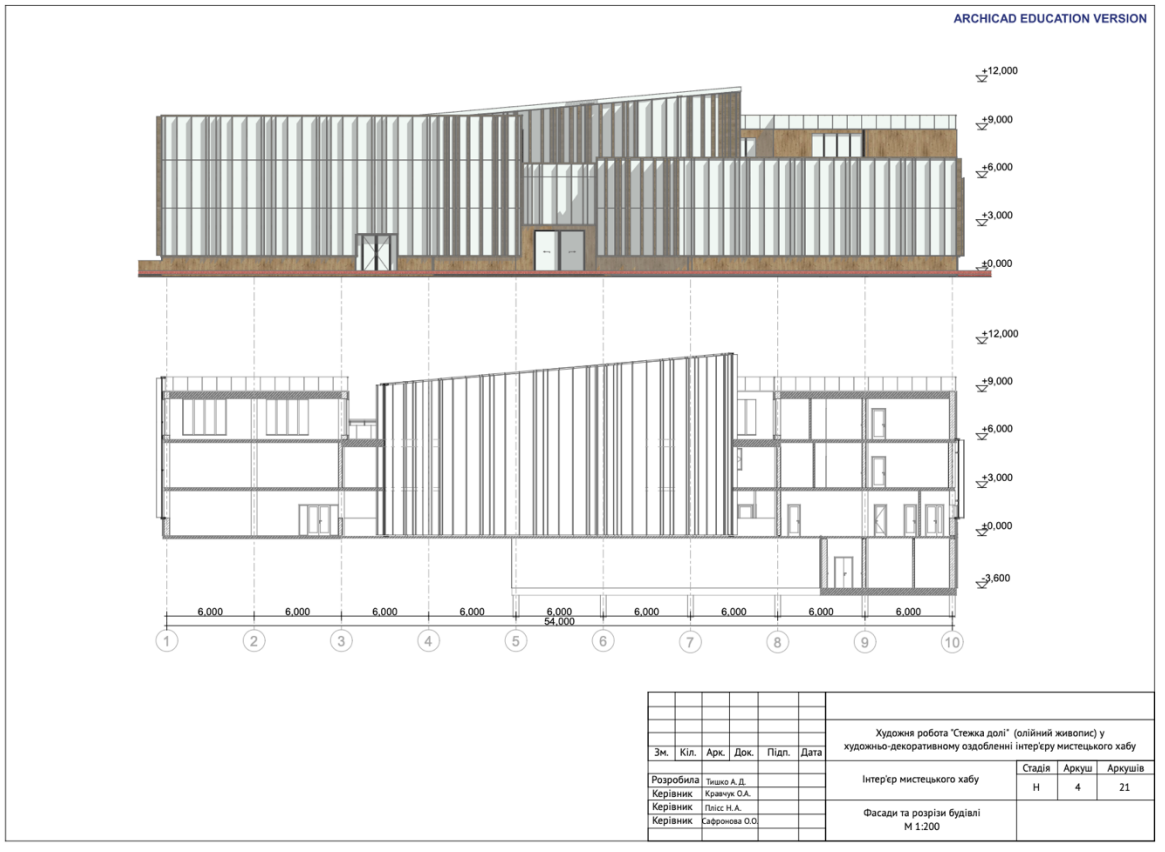 ARCHICAD EDUCATION VERSION
+12,000
+9,000
+6,000
+3,000
±0,000
+12,000
+9,000
+6,000
+3,000
±0,000
-3,600
6,000 6,000 6,000 6,000 6,000 6,000 6,000 6,000 6,000
54,000
1 2 3 4 5 6 7 8 9 10
Художня робота "Стежка долі" (олійний живопис) у
художньо-декоративному оздобленні інтер'єру мистецького хабу
Зм. Кіл. Арк. Док. Підп. Дата
Стадія Аркуш Аркушів
Розробила Тишко А.Д.
Інтер'єр мистецького хабу
Н 4 21
Керівник Кравчук О.А.
Керівник Плісс Н.А.
Керівник Сафронова О.О.
Фасади та розрізи будівлі
М 1:200